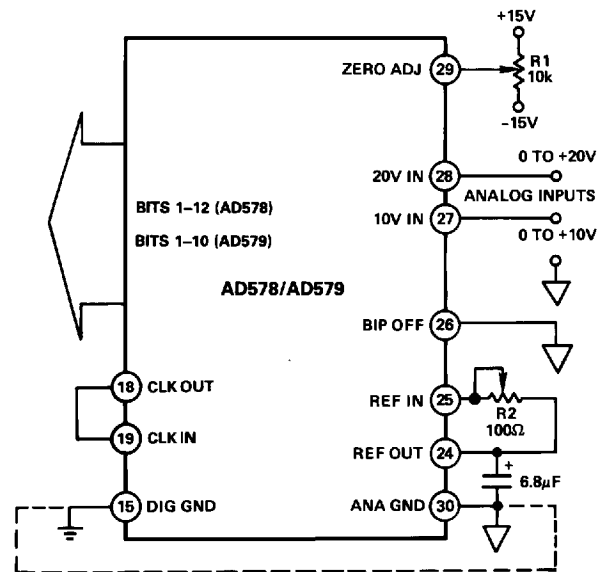 +15V
ZERO ADJ
29
R1
10k
–15V
0 TO +20V
20V IN
28
ANALOG INPUTS
10V IN
27
0 TO +10V
BITS 1–12 (AD578)
BITS 1–10 (AD579)
AD578/AD579
BIP OFF
26
18
CLK OUT
REF IN
25
R2
100Ω
19
CLK IN
REF OUT
24
+
6.8μF
15
DIG GND
ANA GND
30